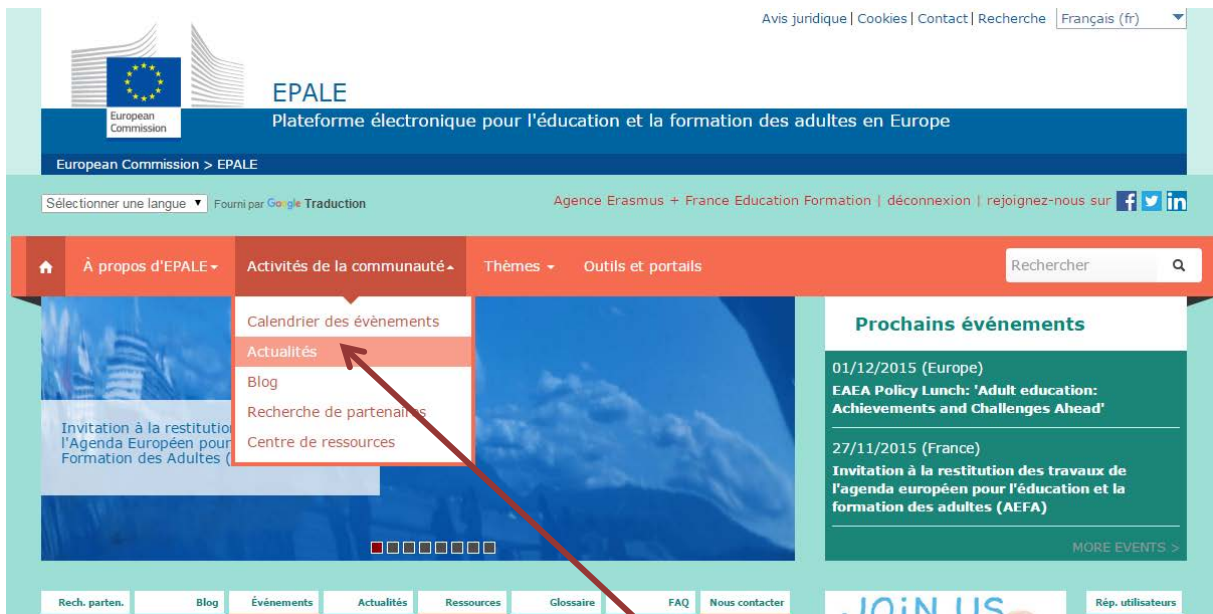 Avis juridique | Cookies | Contact | Recherche Français (fr)
European
Commission
EPALE
Plateforme électronique pour l'éducation et la formation des adultes en Europe
European Commission > EPALE
Sélectionner une langue Fourni par Google Traduction
Agence Erasmus + France Education Formation | déconnexion | rejoignez-nous sur
À propos d'EPALE Activités de la communauté Thèmes Outils et portails Rechercher
Calendrier des évènements
Actualités
Blog
Recherche de partenaires
Centre de ressources
Invitation à la restitutio
l'Agenda Européen pour
Formation des Adultes (
Prochains événements
01/12/2015 (Europe)
EAEA Policy Lunch: 'Adult education:
Achievements and Challenges Ahead'
27/11/2015 (France)
Invitation à la restitution des travaux de
l'agenda européen pour l'éducation et la
formation des adultes (AEFA)
MORE EVENTS >
Rech. parten. Blog Événements Actualités Ressources Glossaire FAQ Nous contacter
JOIN US
Rép. utilisateurs